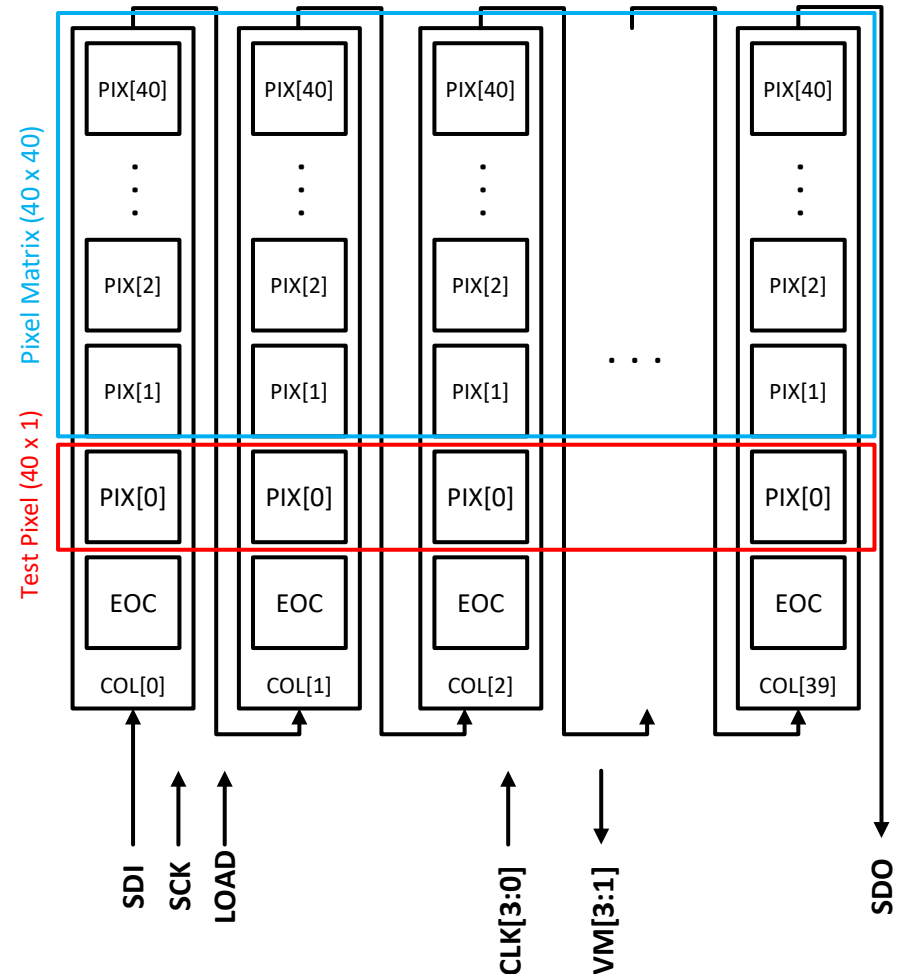 Pixel Matrix (40 x 40)
Test Pixel (40 x 1)
PIX[40] PIX[40] PIX[40] PIX[40]
PIX[2] PIX[2] PIX[2] PIX[2]
. . .
PIX[1] PIX[1] PIX[1] PIX[1]
PIX[0] PIX[0] PIX[0] PIX[0]
EOC EOC EOC EOC
COL[0] COL[1] COL[2] COL[39]
SDI
SCK
LOAD
CLK[3:0]
VM[3:1]
SDO